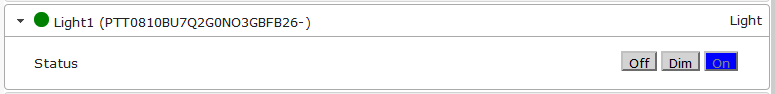 Light1 (PTT0810BU7Q2G0NO3GBFB26-) Light
Status Off Dim On